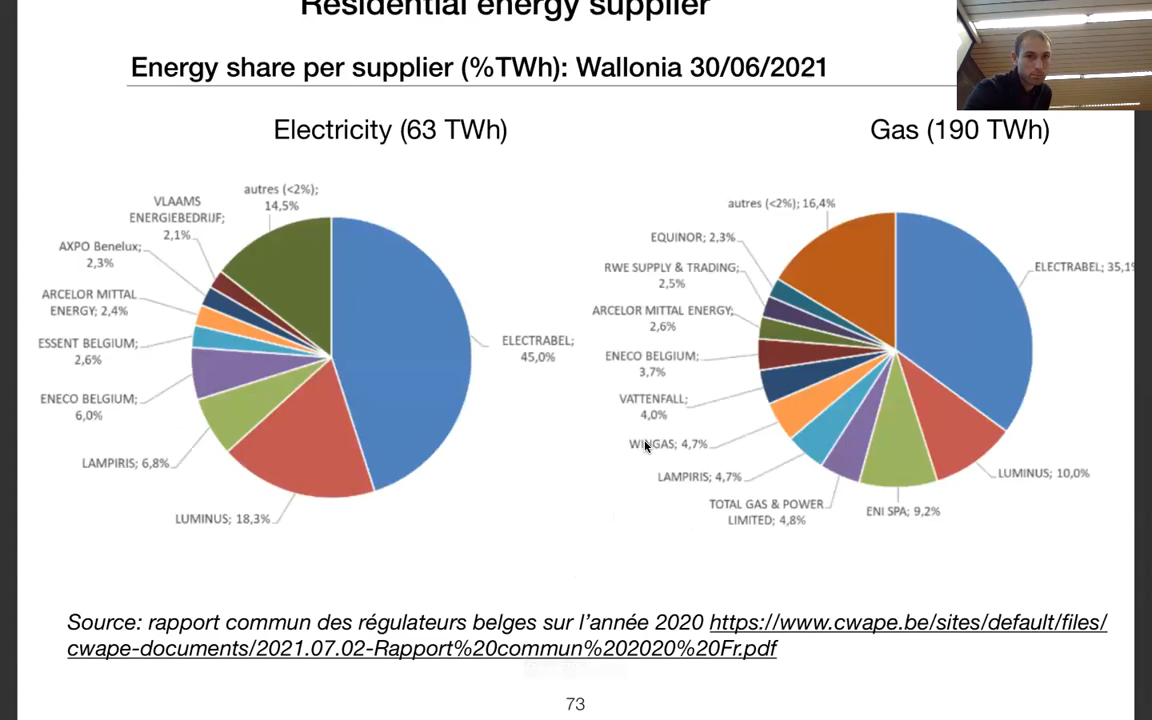 Residential energy supplier
Energy share per supplier (%TWh): Wallonia 30/06/2021
Electricity (63 TWh)
autres (<2%);
14,5%
VLAAMS
ENERGIEBEDRIJF;
2,1%
AXPO Benelux;
2,3%
ARCELOR MITTAL
ENERGY; 2,4%
ESSENT BELGIUM;
2,6%
ENECO BELGIUM;
6,0%
LAMPIRIS; 6,8%
LUMINUS; 18,3%
ELECTRABEL;
45,0%
Gas (190 TWh)
autres (<2%); 16,4%
EQUINOR; 2,3%
RWE SUPPLY & TRADING;
2,5%
ARCELOR MITTAL ENERGY;
2,6%
ENECO BELGIUM;
3,7%
VATTENFALL;
4,0%
WINGAS; 4,7%
LAMPIRIS; 4,7%
TOTAL GAS & POWER
LIMITED; 4,8%
ENI SPA; 9,2%
LUMINUS; 10,0%
ELECTRABEL; 35,1%
Source: rapport commun des régulateurs belges sur l’année 2020 https://www.cwape.be/sites/default/files/
cwape-documents/2021.07.02-Rapport%20commun%202020%20Fr.pdf
73